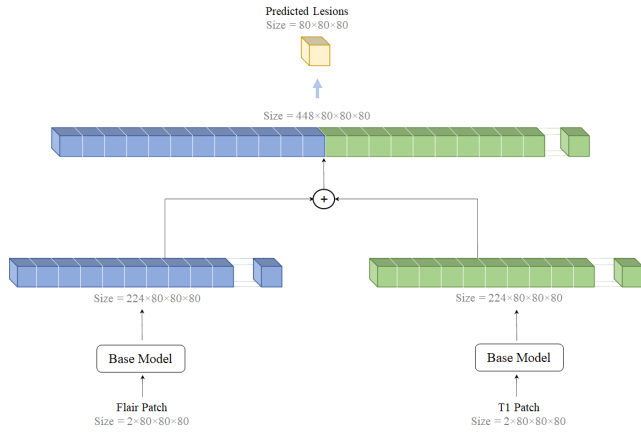 Predicted Lesions
Size = 80×80×80
Size = 448×80×80×80
+
Size = 224×80×80×80
Size = 224×80×80×80
Base Model
Base Model
Flair Patch
Size = 2×80×80×80
T1 Patch
Size = 2×80×80×80